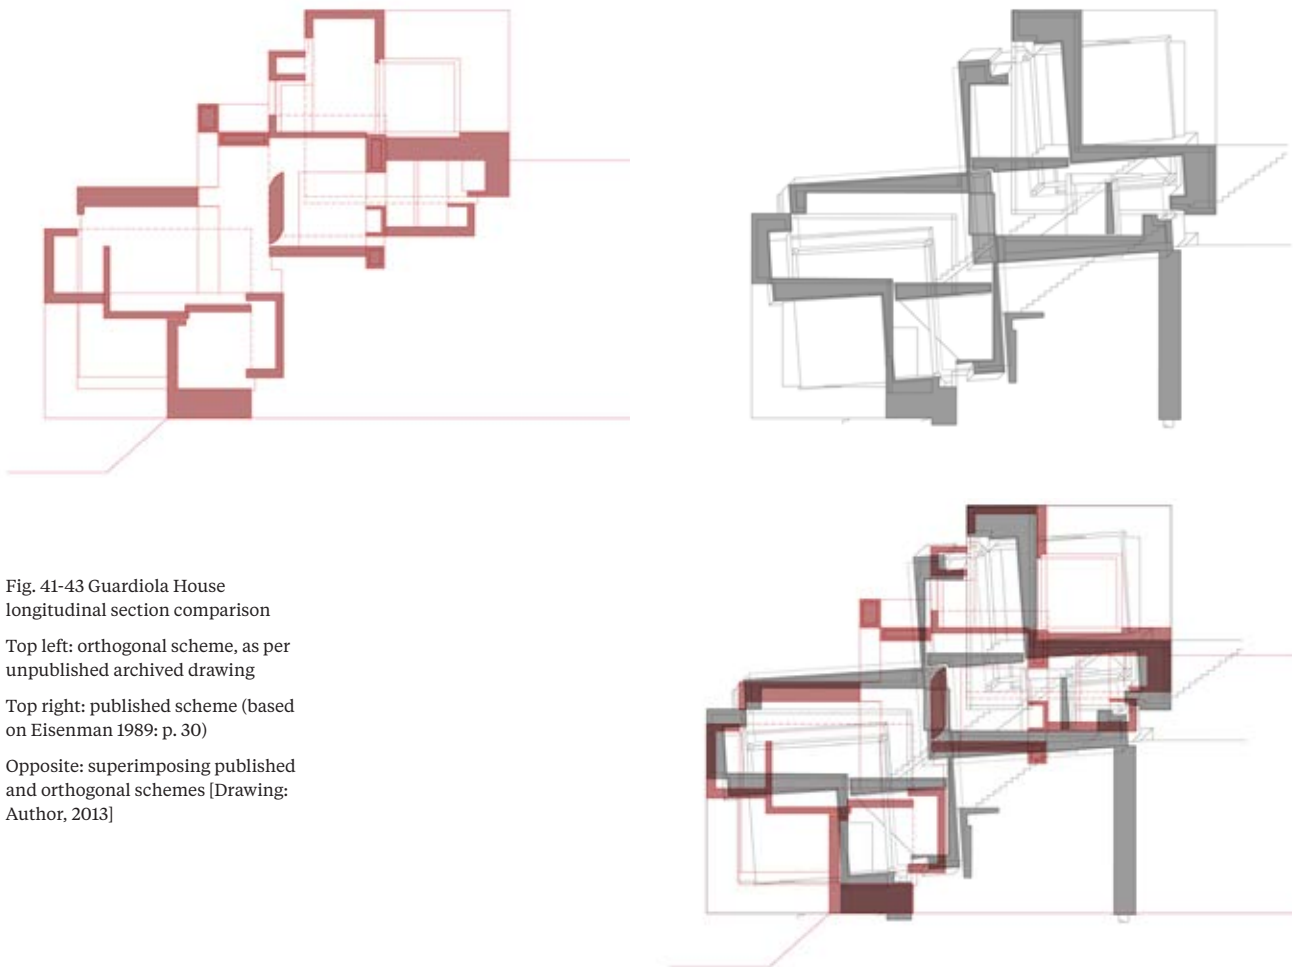 Fig. 41-43 Guardiola House
longitudinal section comparison
Top left: orthogonal scheme, as per
unpublished archived drawing
Top right: published scheme (based
on Eisenman 1989: p. 30)
Opposite: superimposing published
and orthogonal schemes [Drawing:
Author, 2013]